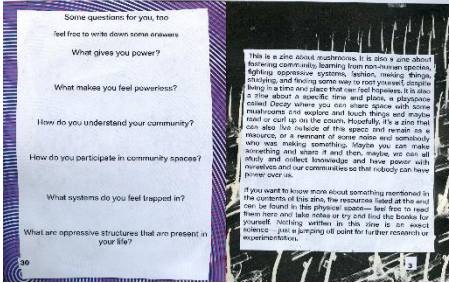 Some questions for you, too
feel free to write down some answers
What gives you power?
What makes you feel powerless?
How do you understand your community?
How do you participate in community spaces?
What systems do you feel trapped in?
What are oppressive structures that are present in
your life?
30
This is a zine about mushrooms. It is also a zine about
fostering community, learning from non-human species,
fighting oppressive systems, fashion, making things,
studying, and finding some way to root yourself, despite
living in a time and place that can feel hopeless. It is also
a zine about a specific time and place, a playspace
called Decay where you can share space with some
mushrooms and explore and touch things and maybe
read or curl up on the couch. Hopefully, it's a zine that
can also live outside of this space and remain as a
resource, or a remnant of some noise and somebody
who was making something. Maybe you can make
something and share it and then, maybe, we can all
study and collect knowledge and have power with
ourselves and our communities so that nobody can have
power over us.
If you want to know more about something mentioned in
the contents of this zine, the resources listed at the end
can be found in this physical space— feel free to read
them here and take notes or try and find the books for
yourself. Nothing written in this zine is an exact
science— just a jumping off point for further research or
experimentation.
3